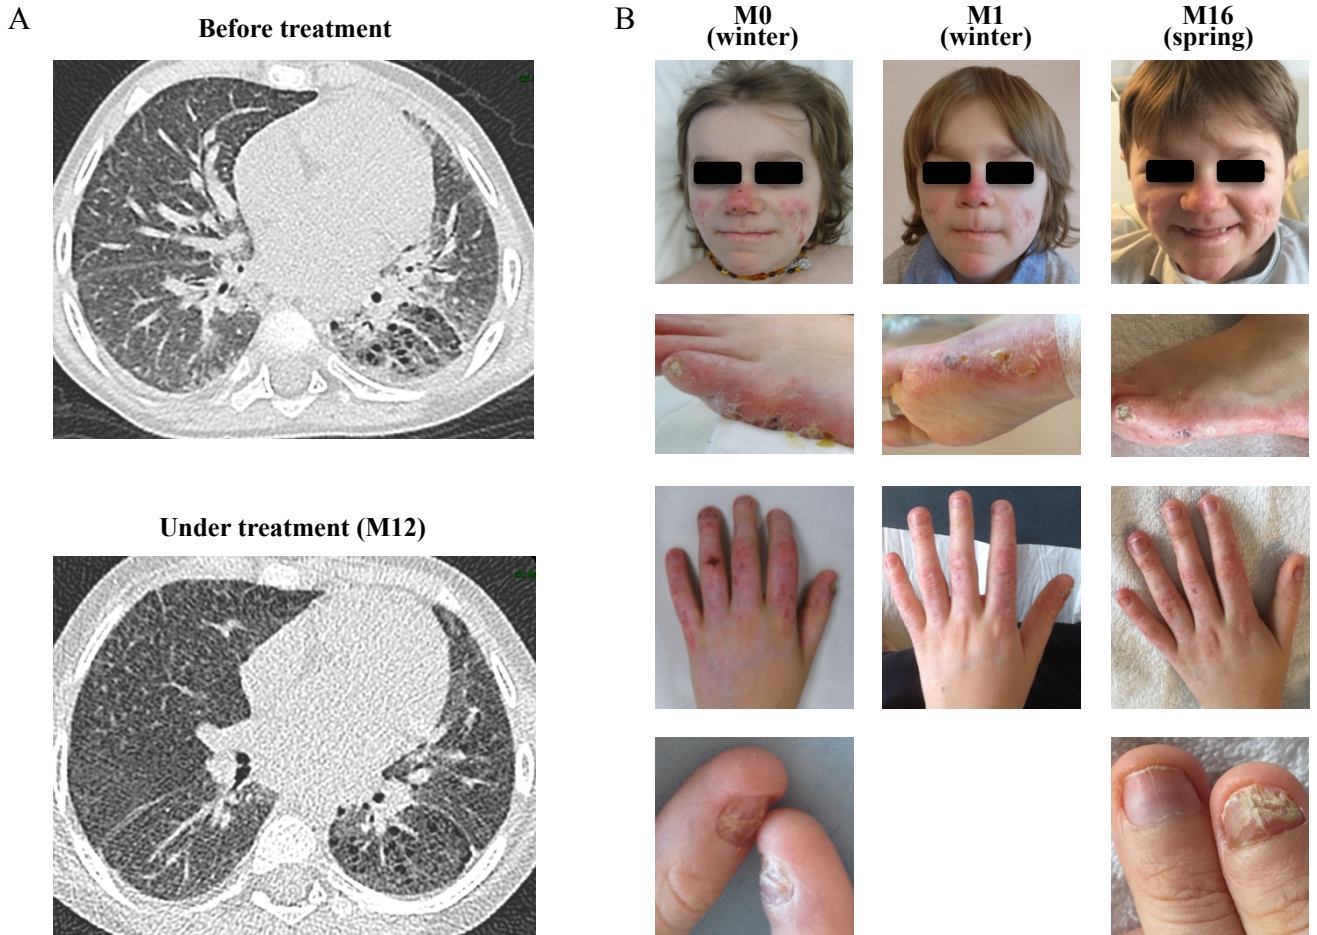 A
Before treatment
Under treatment (M12)
B
M0
(winter)
M1
(winter)
M16
(spring)